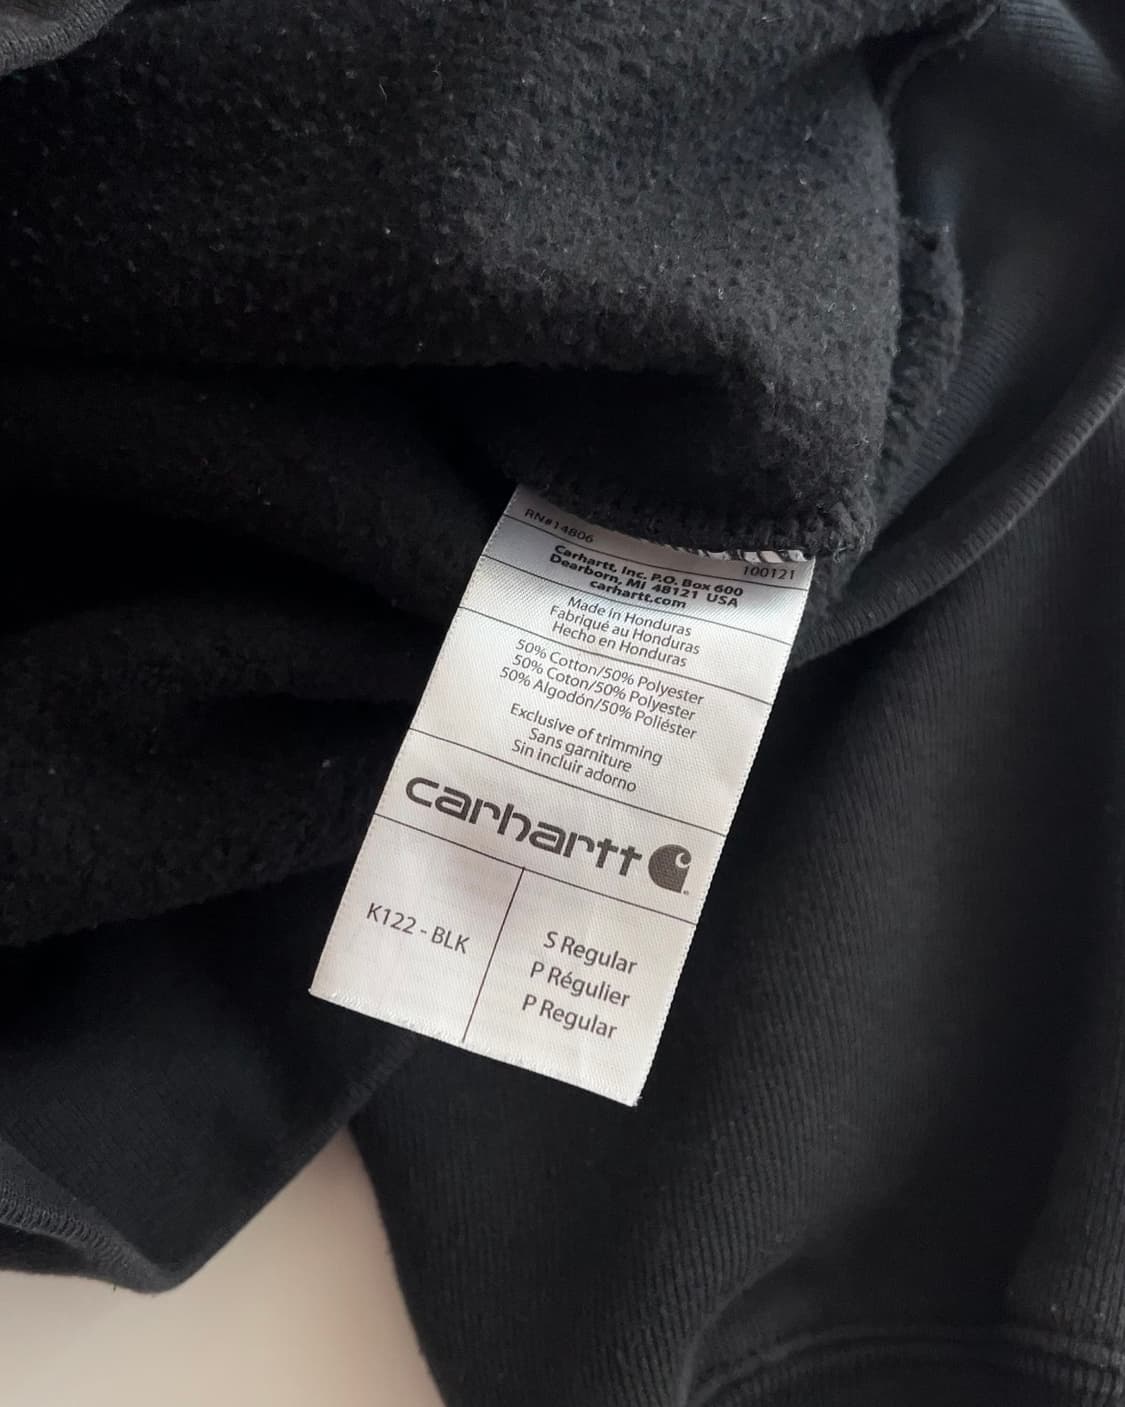 RN#14806
100121
Carhartt, Inc. P.O. Box 600
Dearborn, MI 48121 USA
carhartt.com
Made in Honduras
Fabriqué au Honduras
Hecho en Honduras
50% Cotton/50% Polyester
50% Coton/50% Polyester
50% Algodón/50% Poliéster
Exclusive of trimming
Sans garniture
Sin incluir adorno
carhartt
K122 - BLK
S Regular
P Régulier
P Regular